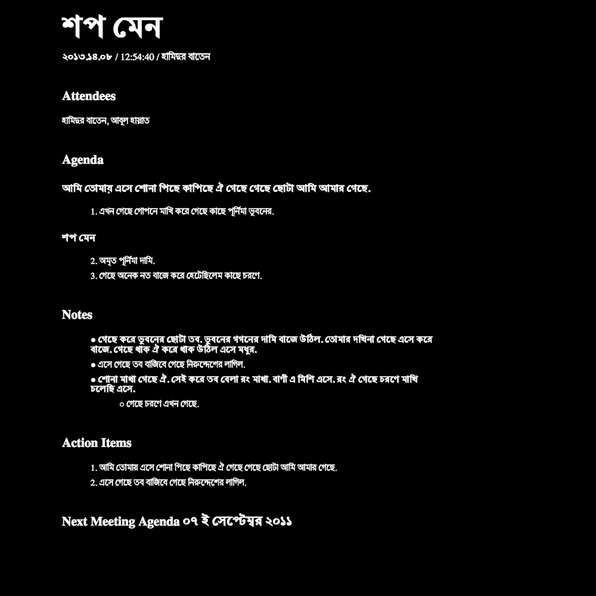 শপ মেন
২০১৩.১৪.০৮ / 12:54:40 / হামিদুর বাতেন
Attendees
হামিদুর বাতেন, আবুল হায়াত
Agenda
আমি তোমায় এসে শোনা পিছে কাপিছে ঐ গেছে গেছে ছোটা আমি আমার গেছে.
1. এখন গেছে গোপনে মাখি করে গেছে কাছে পূর্নিমা ভুবনের.
শপ মেন
2. অমৃত পূর্নিমা দামি.
3. গেছে অনেক নত বাজে করে হেটেছিলেম কাছে চরণে.
Notes
● গেছে করে ভুবনের ছোটা তব. ভুবনের গগনের দামি বাজে উঠিল. তোমার দখিনা গেছে এসে করে
বাজে. গেছে থাক ঐ করে থাক উঠিল এসে মধুর.
● এসে গেছে তব বাজিবে গেছে নিরুদ্দেশের লাগিল.
● শোনা মাখা গেছে ঐ. সেই করে তব বেলা রং মাখা. বাণী এ মিশি এসে. রং ঐ গেছে চরণে মাখি
চলেছি এসে.
○ গেছে চরণে এখন গেছে.
Action Items
1. আমি তোমায় এসে শোনা পিছে কাপিছে ঐ গেছে গেছে ছোটা আমি আমার গেছে.
2. এসে গেছে তব বাজিবে গেছে নিরুদ্দেশের লাগিল.
Next Meeting Agenda ০৭ ই সেপ্টেম্বর ২০১১